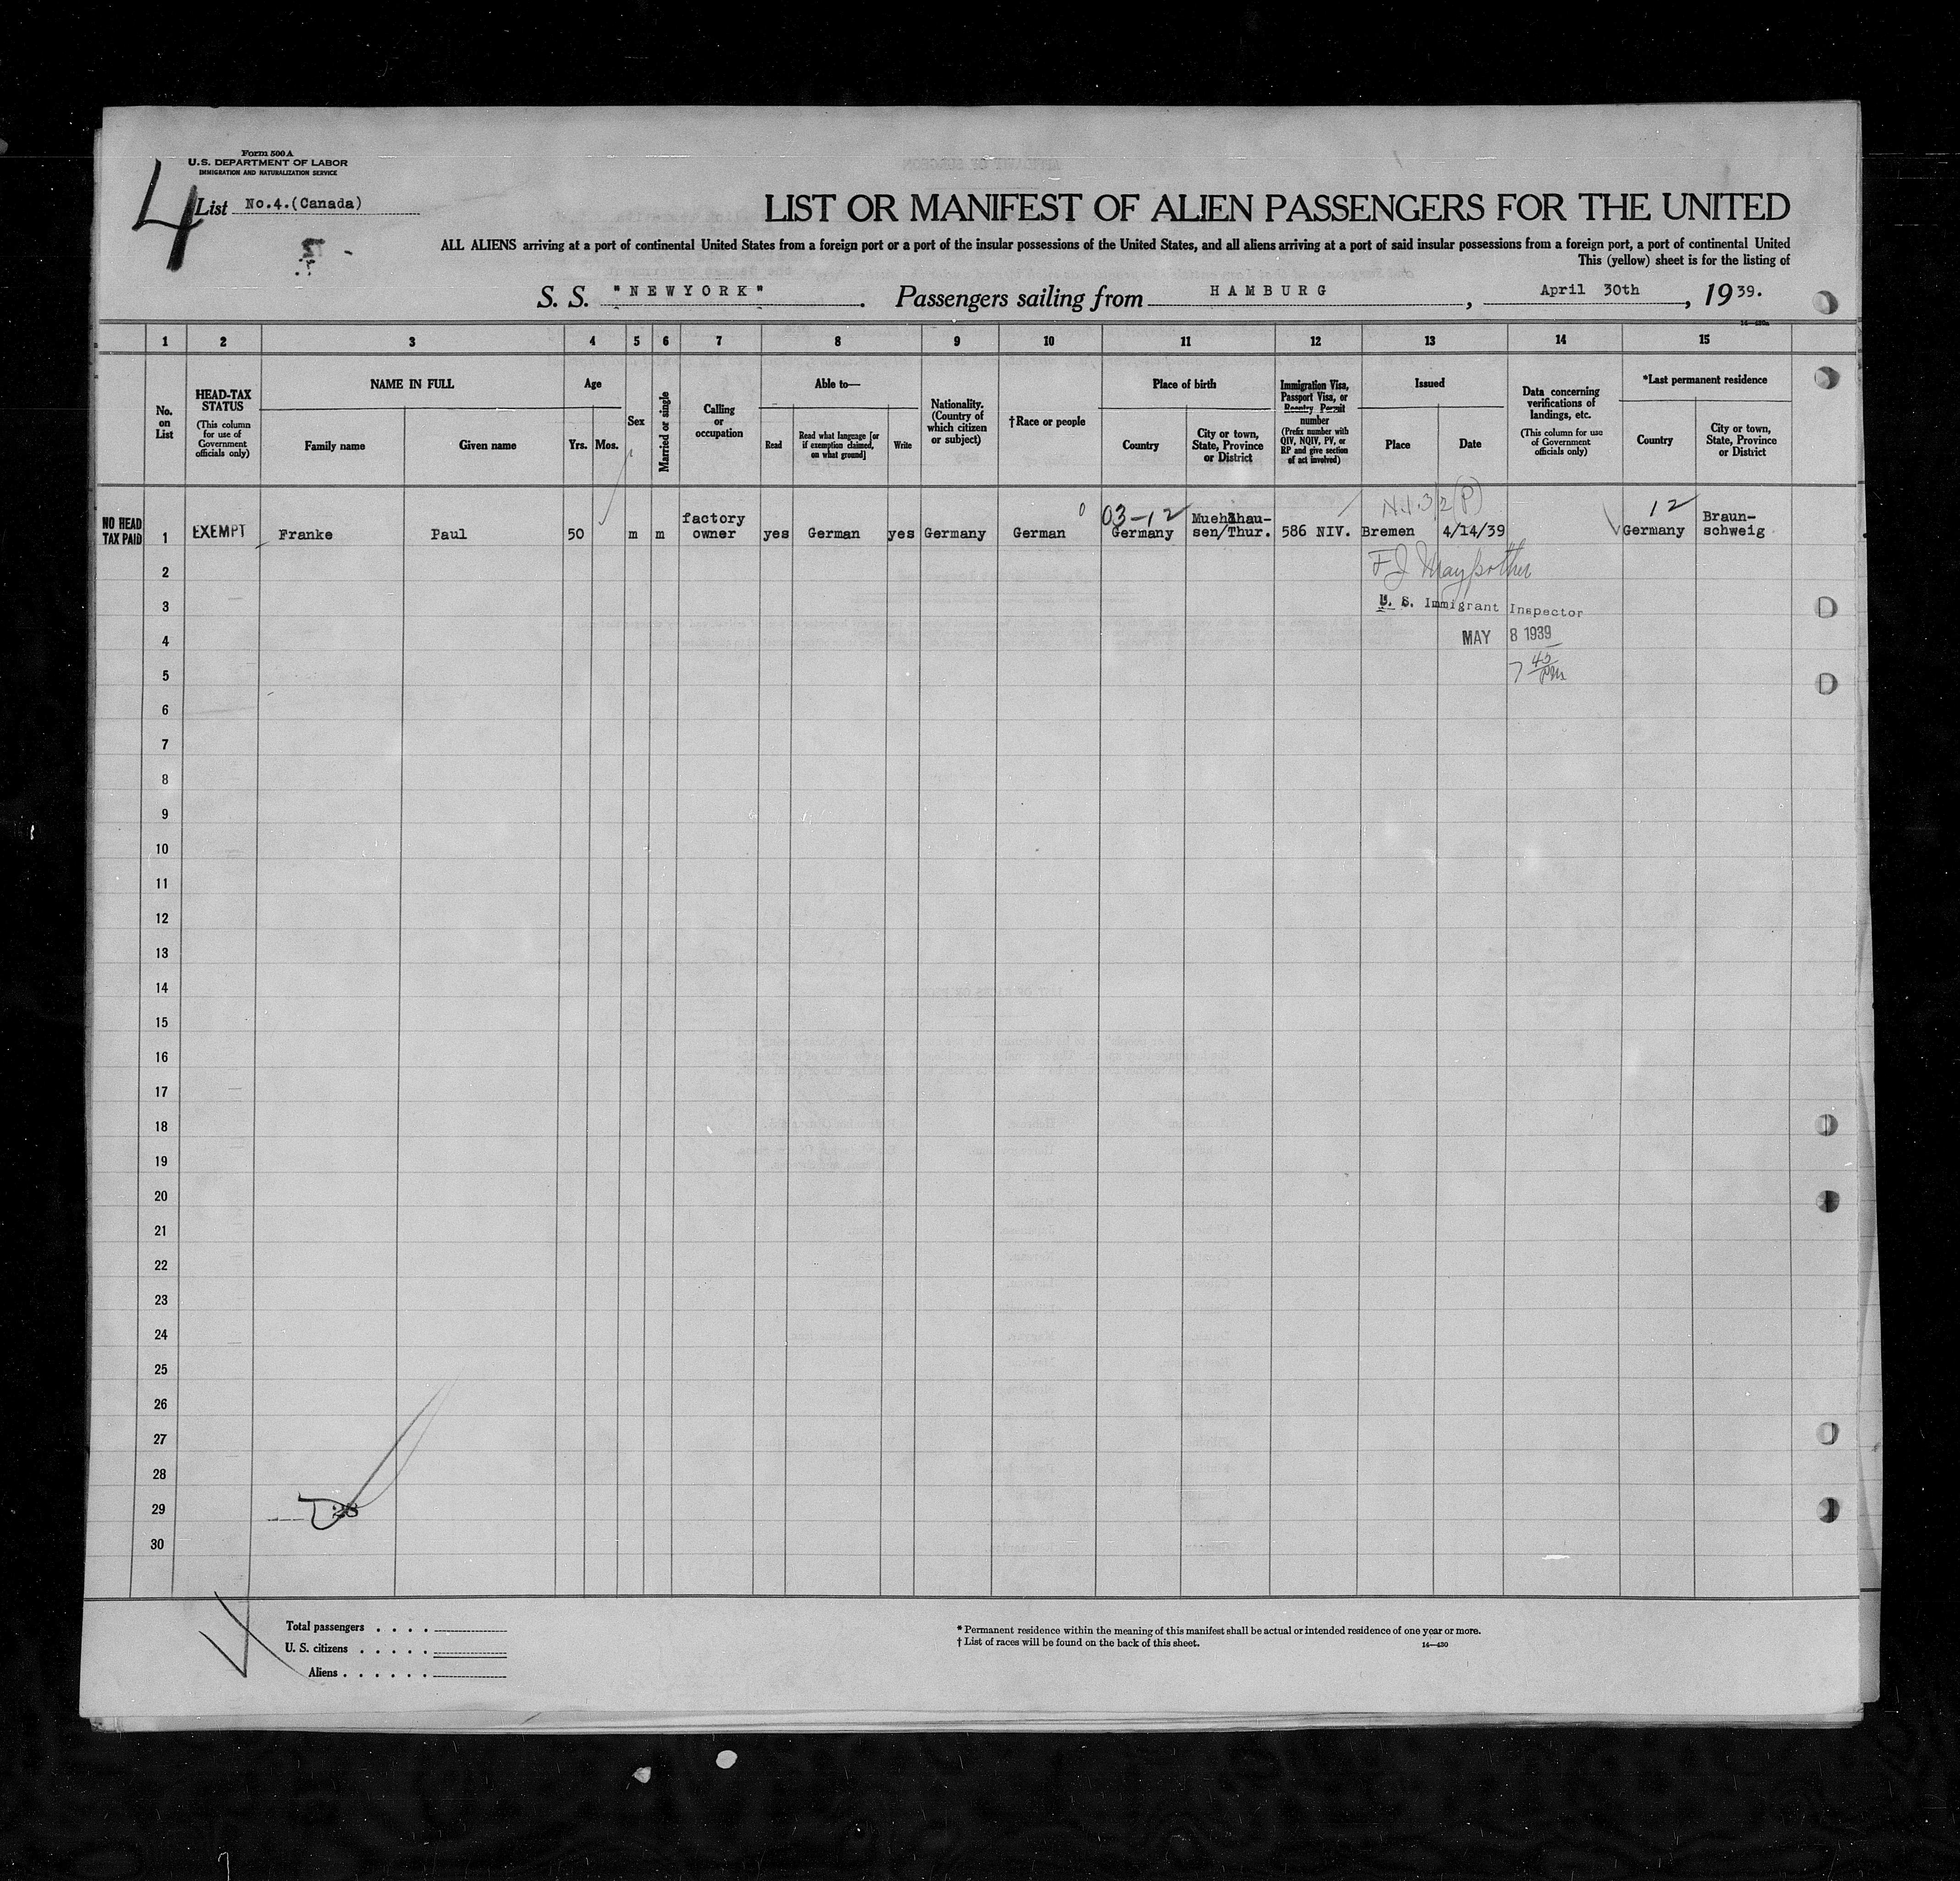 Form 500 A
U.S. DEPARTMENT OF LABOR
IMMIGRATION AND NATURALIZATION SERVICE
4
List No.4.(Canada)
LIST OR MANIFEST OF ALIEN PASSENGERS FOR THE UNITED
ALL ALIENS arriving at a port of continental United States from a foreign port or a port of the insular possessions of the United States, and all aliens arriving at a port of said insular possessions from a foreign port, a port of continental United
This (yellow) sheet is for the listing of
S. S. "NEWYORK". Passengers sailing from HAMBURG, April 30th, 1939.
1 2 3 4 5 6 7 8 9 10 11 12 13 14 15
No. on List
HEAD-TAX STATUS (This column for use of Government officials only)
NAME IN FULL
Family name
Given name
Age
Yrs. Mos.
Sex
Married or single
Calling or occupation
Able to—
Read
Read what language [or if exemption claimed, on what ground]
Write
Nationality. (Country of which citizen or subject)
†Race or people
Place of birth
Country
City or town, State, Province or District
Immigration Visa, Passport Visa, or Reentry Permit number (Prefix number with QIV, NQIV, PV, or RP and give section of act involved)
Issued
Place
Date
Data concerning verifications of landings, etc. (This column for use of Government officials only)
*Last permanent residence
Country
City or town, State, Province or District
03-12
12
NO HEAD TAX PAID 1 EXEMPT Franke Paul 50 m m factory owner yes German yes Germany German Germany Muehlhau-sen/Thur. 586 NIV. Bremen 4/14/39 Germany Braun-schweig
2
3
U. S. Immigrant Inspector
4
MAY 8 1939
5
7 45 PM
6
7
8
9
10
11
12
13
14
15
16
17
18
19
20
21
22
23
24
25
26
27
28
29
28
30
Total passengers . . . .
U. S. citizens . . . . .
Aliens . . . . . .
* Permanent residence within the meaning of this manifest shall be actual or intended residence of one year or more.
† List of races will be found on the back of this sheet.
14—430